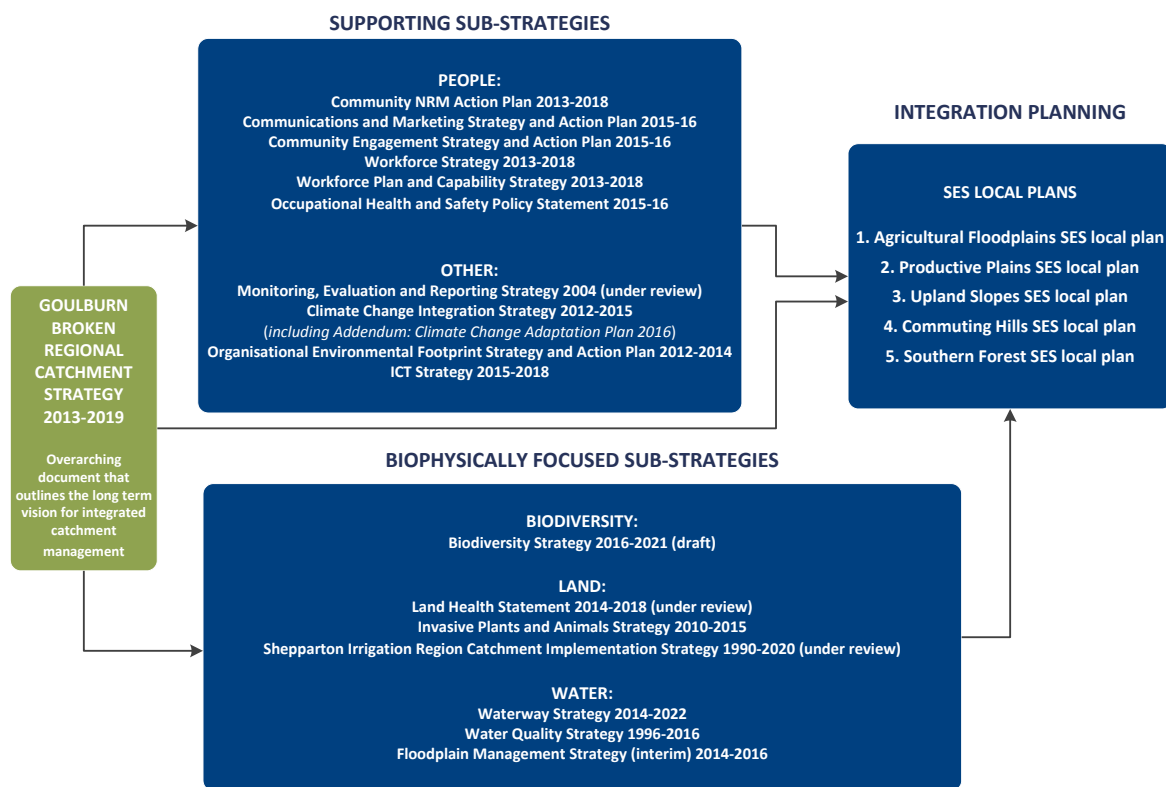 SUPPORTING SUB-STRATEGIES
PEOPLE:
Community NRM Action Plan 2013-2018
Communications and Marketing Strategy and Action Plan 2015-16
Community Engagement Strategy and Action Plan 2015-16
Workforce Strategy 2013-2018
Workforce Plan and Capability Strategy 2013-2018
Occupational Health and Safety Policy Statement 2015-16
OTHER:
Monitoring, Evaluation and Reporting Strategy 2004 (under review)
Climate Change Integration Strategy 2012-2015
(including Addendum: Climate Change Adaptation Plan 2016)
Organisational Environmental Footprint Strategy and Action Plan 2012-2014
ICT Strategy 2015-2018
INTEGRATION PLANNING
SES LOCAL PLANS
1. Agricultural Floodplains SES local plan
2. Productive Plains SES local plan
3. Upland Slopes SES local plan
4. Commuting Hills SES local plan
5. Southern Forest SES local plan
GOULBURN
BROKEN
REGIONAL
CATCHMENT
STRATEGY
2013-2019
Overarching
document that
outlines the long term
vision for integrated
catchment
management
BIOPHYSICALLY FOCUSED SUB-STRATEGIES
BIODIVERSITY:
Biodiversity Strategy 2016-2021 (draft)
LAND:
Land Health Statement 2014-2018 (under review)
Invasive Plants and Animals Strategy 2010-2015
Shepparton Irrigation Region Catchment Implementation Strategy 1990-2020 (under review)
WATER:
Waterway Strategy 2014-2022
Water Quality Strategy 1996-2016
Floodplain Management Strategy (interim) 2014-2016